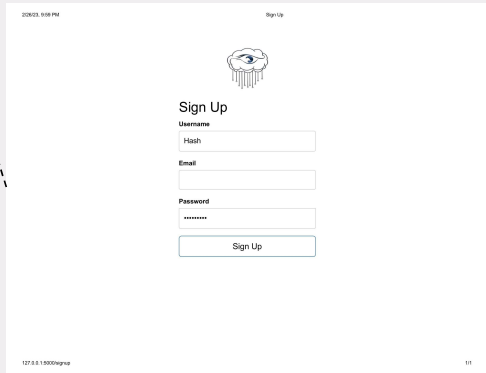 2/26/23, 9:59 PM
Sign Up
Sign Up
Username
Hash
Email
Password
•••••••••
Sign Up
127.0.0.1:5000/signup
1/1